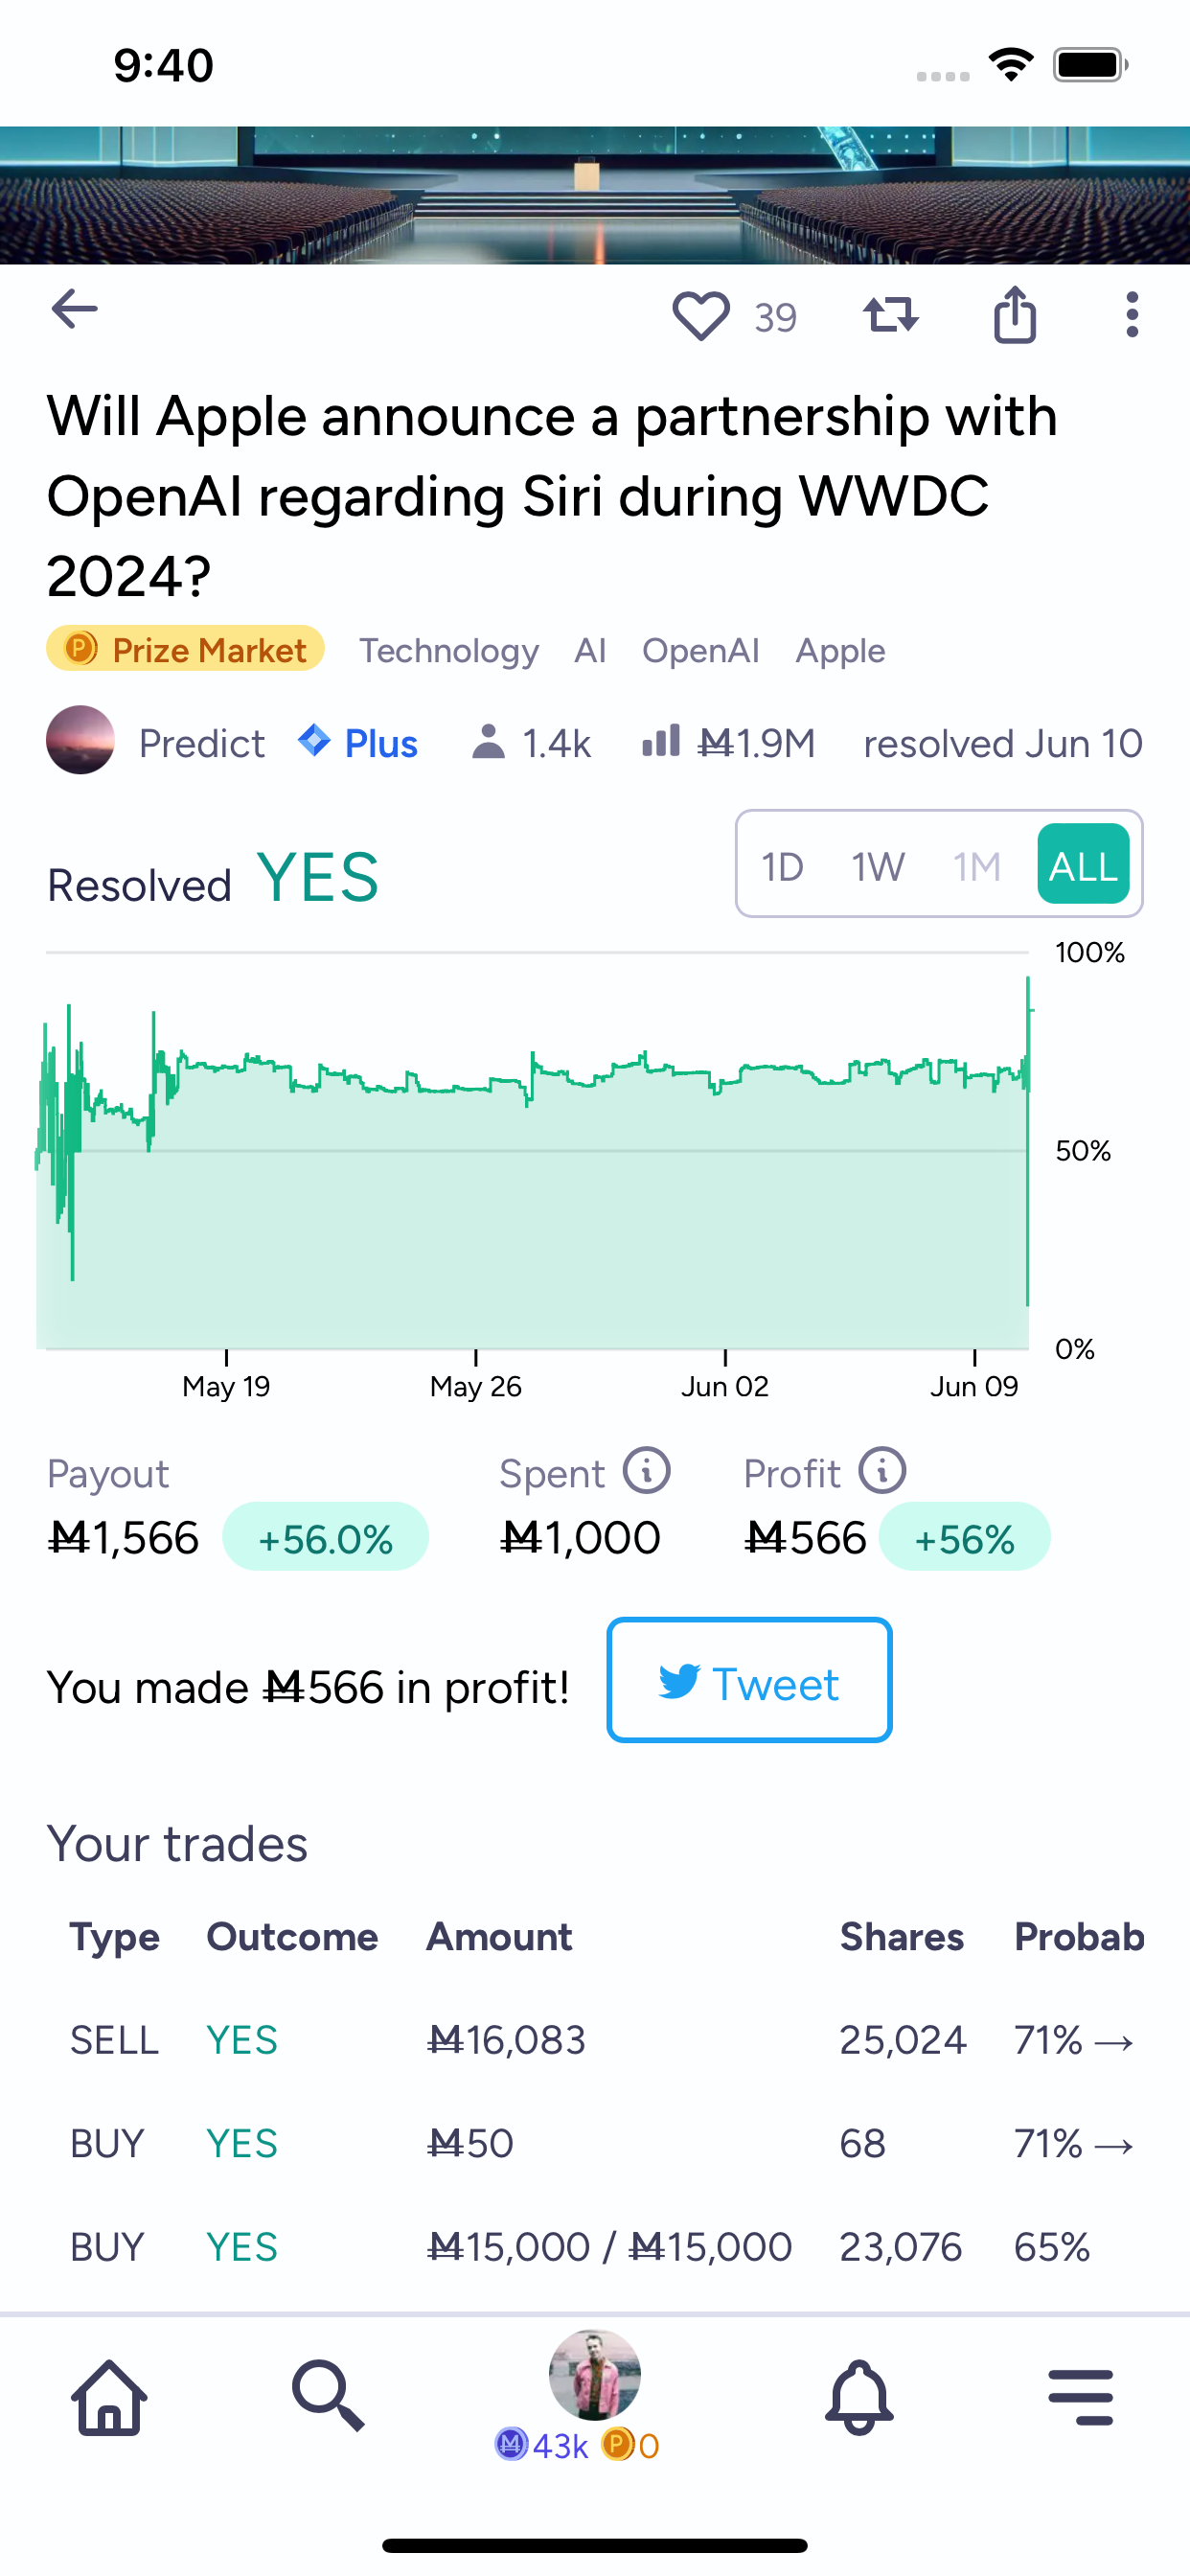 9:40
39
Will Apple announce a partnership with
OpenAI regarding Siri during WWDC
2024?
P Prize Market Technology AI OpenAI Apple
Predict Plus 1.4k Ṁ1.9M resolved Jun 10
Resolved YES 1D 1W 1M ALL
100%
50%
0%
May 19 May 26 Jun 02 Jun 09
Payout Spent i Profit i
Ṁ1,566 +56.0% Ṁ1,000 Ṁ566 +56%
You made Ṁ566 in profit! Tweet
Your trades
Type Outcome Amount Shares Probab
SELL YES Ṁ16,083 25,024 71% →
BUY YES Ṁ50 68 71% →
BUY YES Ṁ15,000 / Ṁ15,000 23,076 65%
M 43k P 0